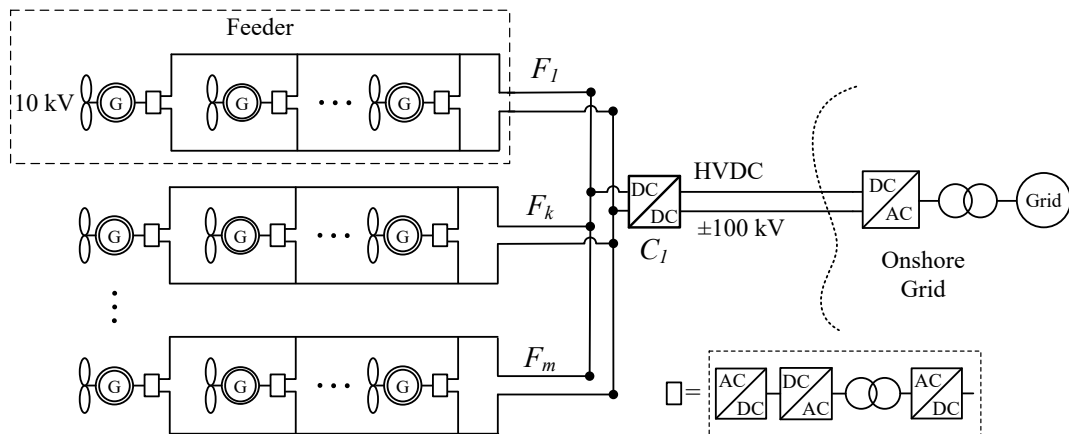 Feeder
10 kV
G
G
G
F1
HVDC
DC
DC
C1
±100 kV
DC
AC
Grid
Onshore
Grid
G
G
G
Fk
G
G
G
Fm
=
AC
DC
DC
AC
AC
DC